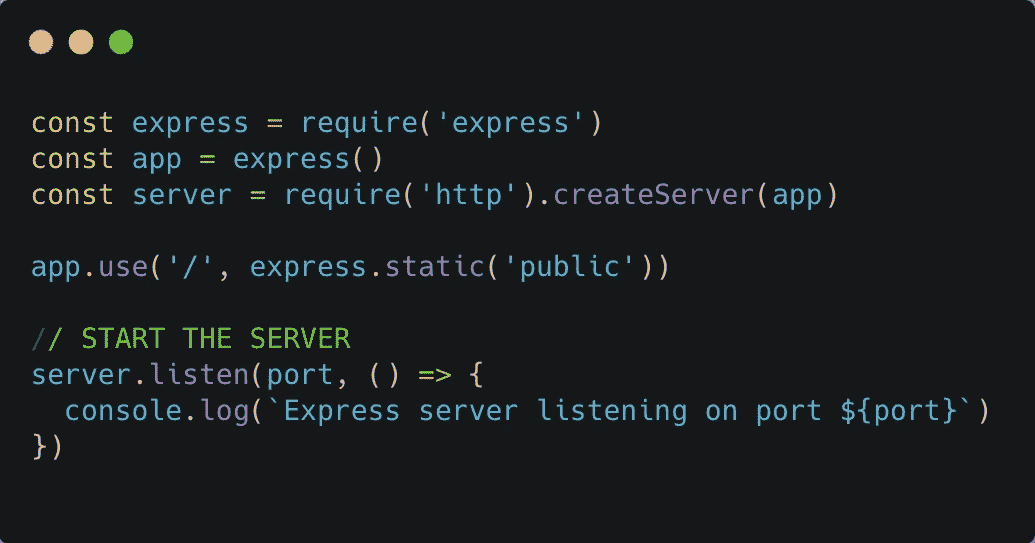 const express = require('express')
const app = express()
const server = require('http').createServer(app)

app.use('/', express.static('public'))

// START THE SERVER
server.listen(port, () => {
  console.log(`Express server listening on port ${port}`)
})